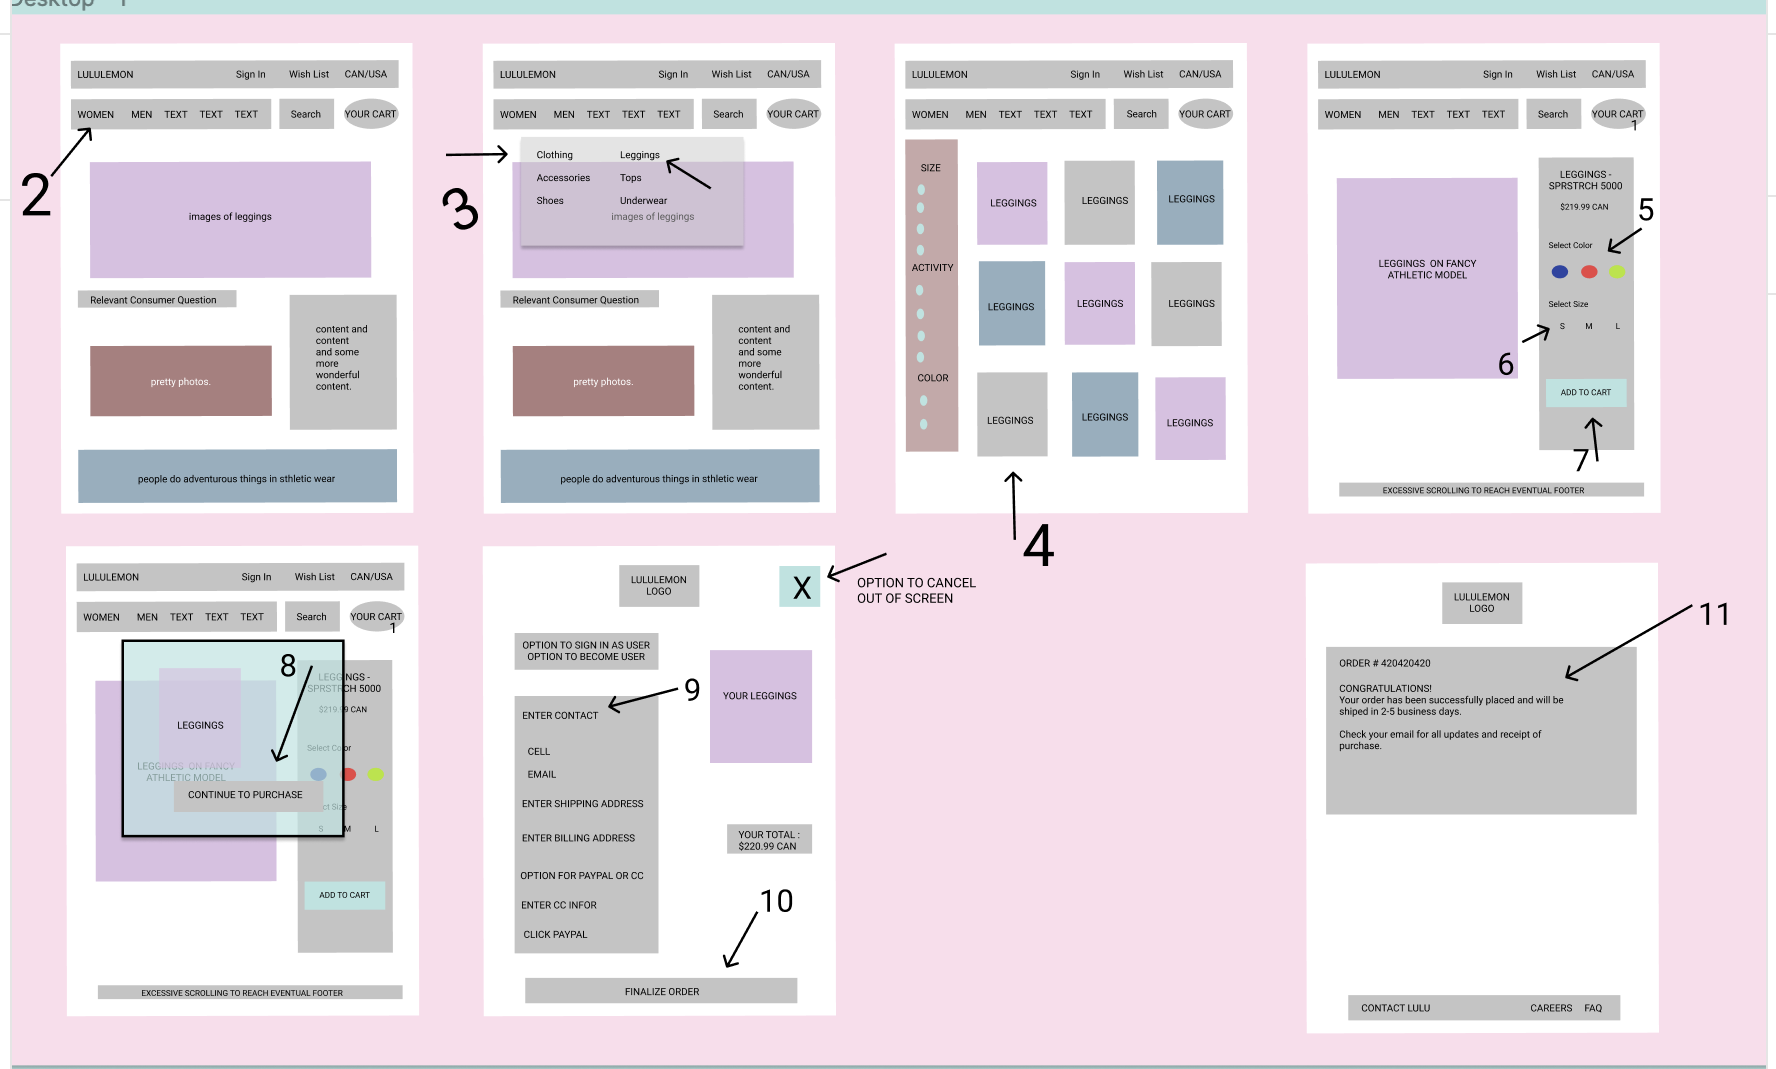 Desktop - 1
LULULEMON Sign In Wish List CAN/USA
WOMEN MEN TEXT TEXT TEXT Search YOUR CART
2
images of leggings
Relevant Consumer Question
content and
content
and some
more
wonderful
content.
pretty photos.
people do adventurous things in sthletic wear
LULULEMON Sign In Wish List CAN/USA
WOMEN MEN TEXT TEXT TEXT Search YOUR CART
3
Clothing Leggings
Accessories Tops
Shoes Underwear
images of leggings
Relevant Consumer Question
content and
content
and some
more
wonderful
content.
pretty photos.
people do adventurous things in sthletic wear
LULULEMON Sign In Wish List CAN/USA
WOMEN MEN TEXT TEXT TEXT Search YOUR CART
SIZE
ACTIVITY
COLOR
LEGGINGS LEGGINGS LEGGINGS
LEGGINGS LEGGINGS LEGGINGS
LEGGINGS LEGGINGS LEGGINGS
4
LULULEMON Sign In Wish List CAN/USA
WOMEN MEN TEXT TEXT TEXT Search YOUR CART
1
LEGGINGS ON FANCY
ATHLETIC MODEL
LEGGINGS -
SPRSTRCH 5000
$219.99 CAN
5
Select Color
Select Size
S M L
6
ADD TO CART
7
EXCESSIVE SCROLLING TO REACH EVENTUAL FOOTER
LULULEMON Sign In Wish List CAN/USA
WOMEN MEN TEXT TEXT TEXT Search YOUR CART
1
8
LEGGINGS
LEGGINGS ON FANCY
ATHLETIC MODEL
CONTINUE TO PURCHASE
LEGGINGS -
SPRSTRCH 5000
$219.99 CAN
Select Color
ct Size
S M L
ADD TO CART
EXCESSIVE SCROLLING TO REACH EVENTUAL FOOTER
LULULEMON
LOGO
X
OPTION TO CANCEL
OUT OF SCREEN
OPTION TO SIGN IN AS USER
OPTION TO BECOME USER
9
ENTER CONTACT
CELL
EMAIL
ENTER SHIPPING ADDRESS
ENTER BILLING ADDRESS
OPTION FOR PAYPAL OR CC
ENTER CC INFOR
CLICK PAYPAL
YOUR LEGGINGS
YOUR TOTAL :
$220.99 CAN
10
FINALIZE ORDER
LULULEMON
LOGO
11
ORDER # 420420420
CONGRATULATIONS!
Your order has been successfully placed and will be
shiped in 2-5 business days.
Check your email for all updates and receipt of
purchase.
CONTACT LULU CAREERS FAQ